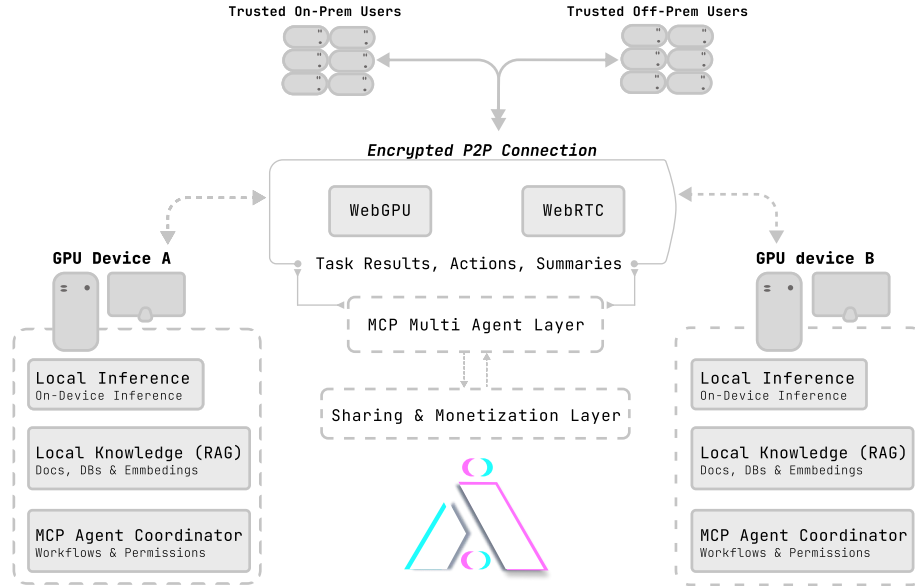 Trusted On-Prem Users
Trusted Off-Prem Users
Encrypted P2P Connection
WebGPU
WebRTC
Task Results, Actions, Summaries
GPU Device A
GPU device B
MCP Multi Agent Layer
Sharing & Monetization Layer
Local Inference
On-Device Inference
Local Knowledge (RAG)
Docs, DBs & Emmbedings
MCP Agent Coordinator
Workflows & Permissions
Local Inference
On-Device Inference
Local Knowledge (RAG)
Docs, DBs & Emmbedings
MCP Agent Coordinator
Workflows & Permissions